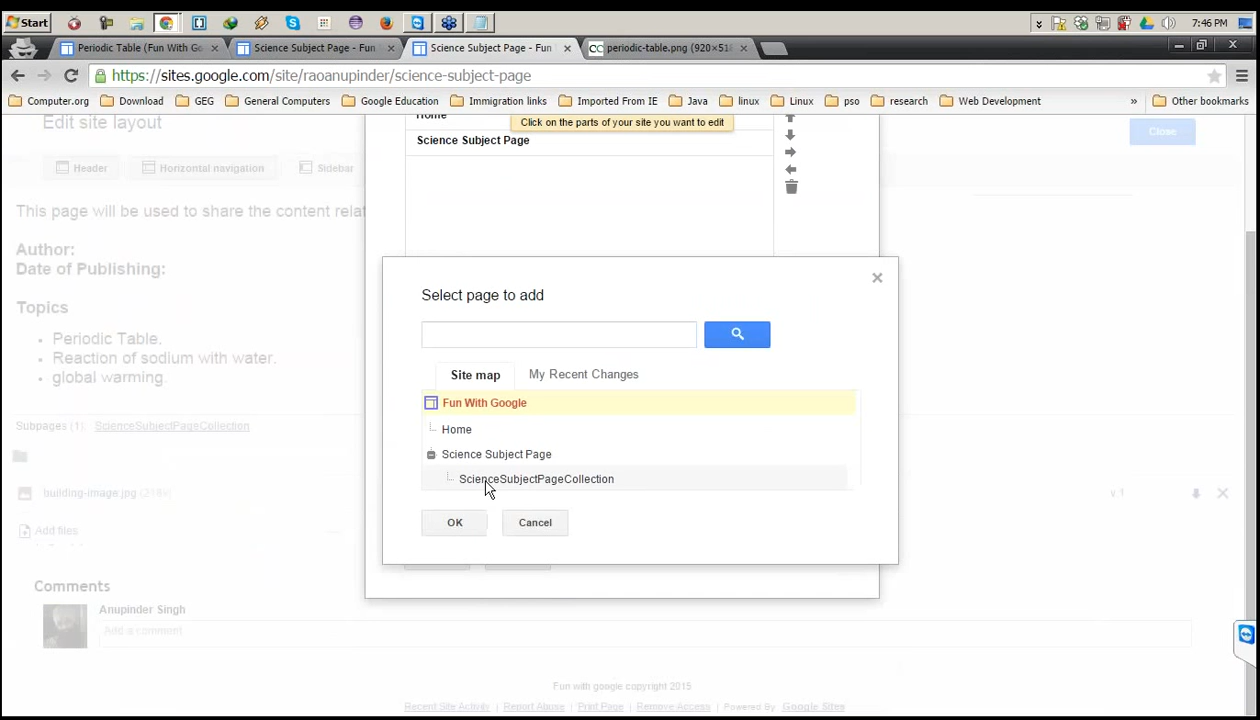 Start
7:46 PM
Periodic Table (Fun With Go
Science Subject Page - Fun
Science Subject Page - Fun
periodic-table.png (920×518
https://sites.google.com/site/raoanupinder/science-subject-page
Computer.org
Download
GEG
General Computers
Google Education
Immigration links
Imported From IE
Java
linux
Linux
pso
research
Web Development
»
Other bookmarks
Home
Click on the parts of your site you want to edit
Edit site layout
Close
Science Subject Page
Header
Horizontal navigation
Sidebar
This page will be used to share the content relat
Author:
Date of Publishing:
Topics
Periodic Table.
Reaction of sodium with water.
global warming.
Select page to add
Site map
My Recent Changes
Fun With Google
Home
Science Subject Page
ScienceSubjectPageCollection
OK
Cancel
Subpages (1): ScienceSubjectPageCollection
building-image.jpg
v. 1
Add files
Comments
Anupinder Singh
Add a comment
Fun with google copyright 2015
Recent Site Activity | Report Abuse | Print Page | Remove Access | Powered By Google Sites